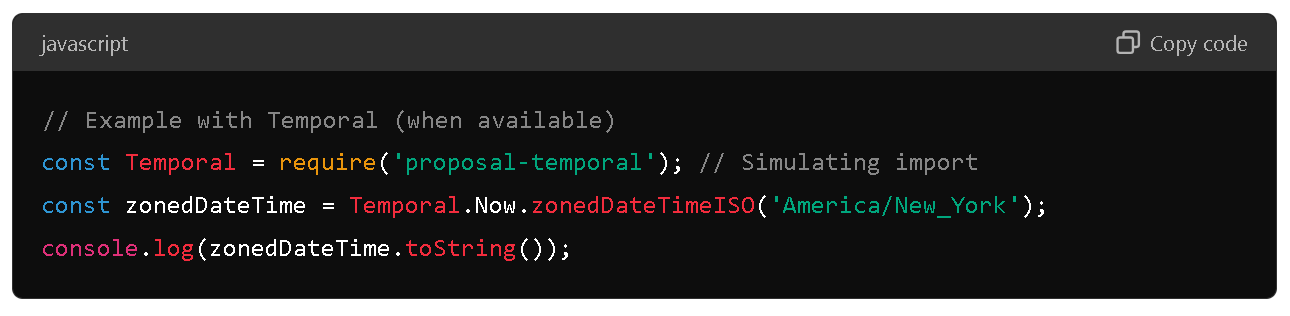 javascript
Copy code
// Example with Temporal (when available)
const Temporal = require('proposal-temporal'); // Simulating import
const zonedDateTime = Temporal.Now.zonedDateTimeISO('America/New_York');
console.log(zonedDateTime.toString());